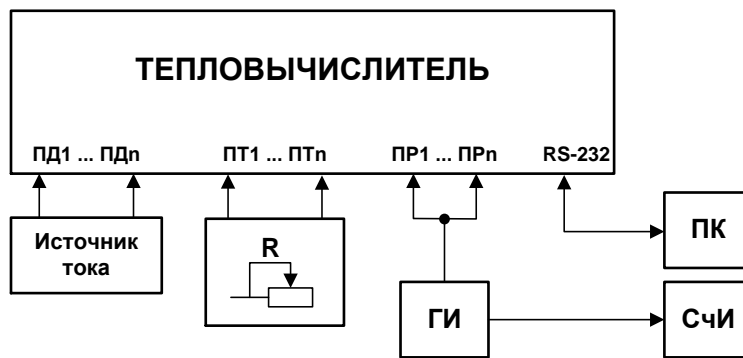 ТЕПЛОВЫЧИСЛИТЕЛЬ
ПД1 ... ПДn ПТ1 ... ПТn ПР1 ... ПРn RS-232
Источник
тока
R
ПК
ГИ
СчИ